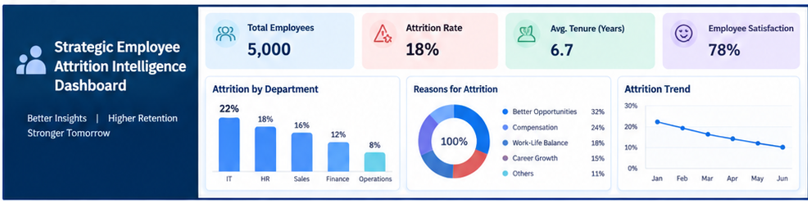 Strategic Employee
Attrition Intelligence
Dashboard
Better Insights | Higher Retention
Stronger Tomorrow
Total Employees
5,000
Attrition Rate
18%
Avg. Tenure (Years)
6.7
Employee Satisfaction
78%
Attrition by Department
22%
18%
16%
12%
8%
IT
HR
Sales
Finance
Operations
Reasons for Attrition
100%
Better Opportunities 32%
Compensation 24%
Work-Life Balance 18%
Career Growth 15%
Others 11%
Attrition Trend
30%
20%
10%
0%
Jan Feb Mar Apr May Jun